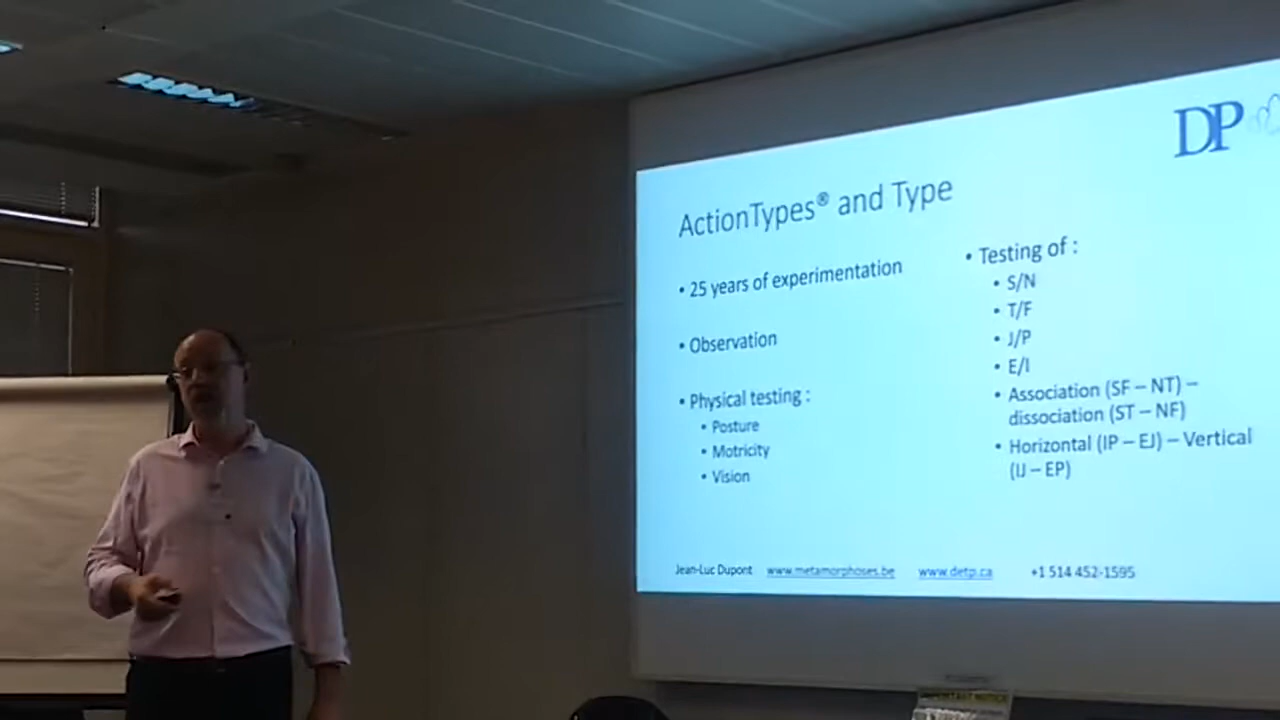 DP
ActionTypes® and Type
• 25 years of experimentation
• Observation
• Physical testing :
• Posture
• Motricity
• Vision
• Testing of :
• S/N
• T/F
• J/P
• E/I
• Association (SF – NT) –
dissociation (ST – NF)
• Horizontal (IP – EJ) – Vertical
(IJ – EP)
Jean-Luc Dupont www.metamorphoses.be www.detp.ca +1 514 452-1595